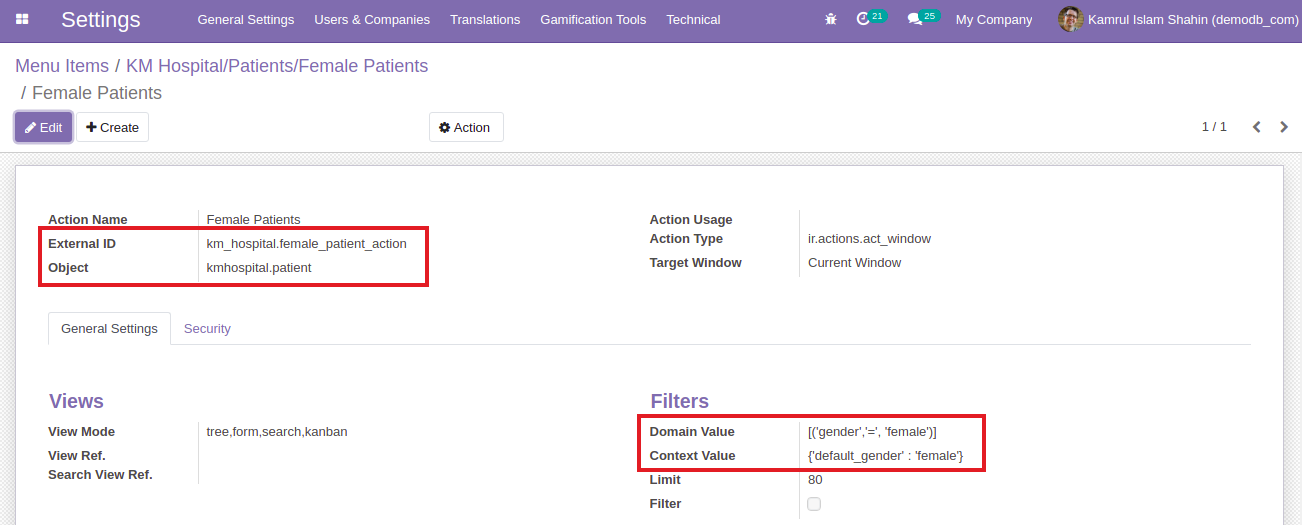 Settings General Settings Users & Companies Translations Gamification Tools Technical 21 25 My Company Kamrul Islam Shahin (demodb_com)
Menu Items / KM Hospital/Patients/Female Patients
/ Female Patients
Edit Create Action 1 / 1
Action Name Female Patients Action Usage
External ID km_hospital.female_patient_action Action Type ir.actions.act_window
Object kmhospital.patient Target Window Current Window
General Settings Security
Views Filters
View Mode tree,form,search,kanban Domain Value [('gender','=', 'female')]
View Ref. Context Value {'default_gender' : 'female'}
Search View Ref. Limit 80
Filter